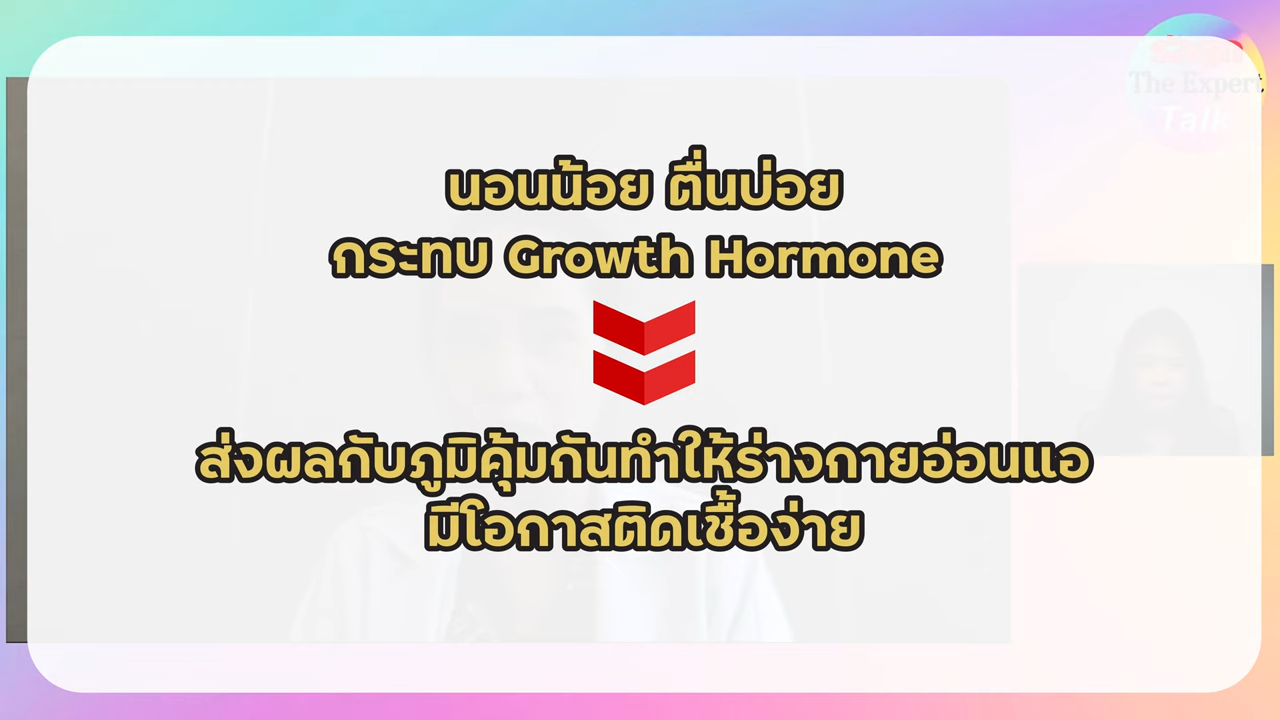 The Expert
Talk
นอนน้อย ตื่นบ่อย
กระทบ Growth Hormone
ส่งผลกับภูมิคุ้มกันทำให้ร่างกายอ่อนแอ
มีโอกาสติดเชื้อง่าย